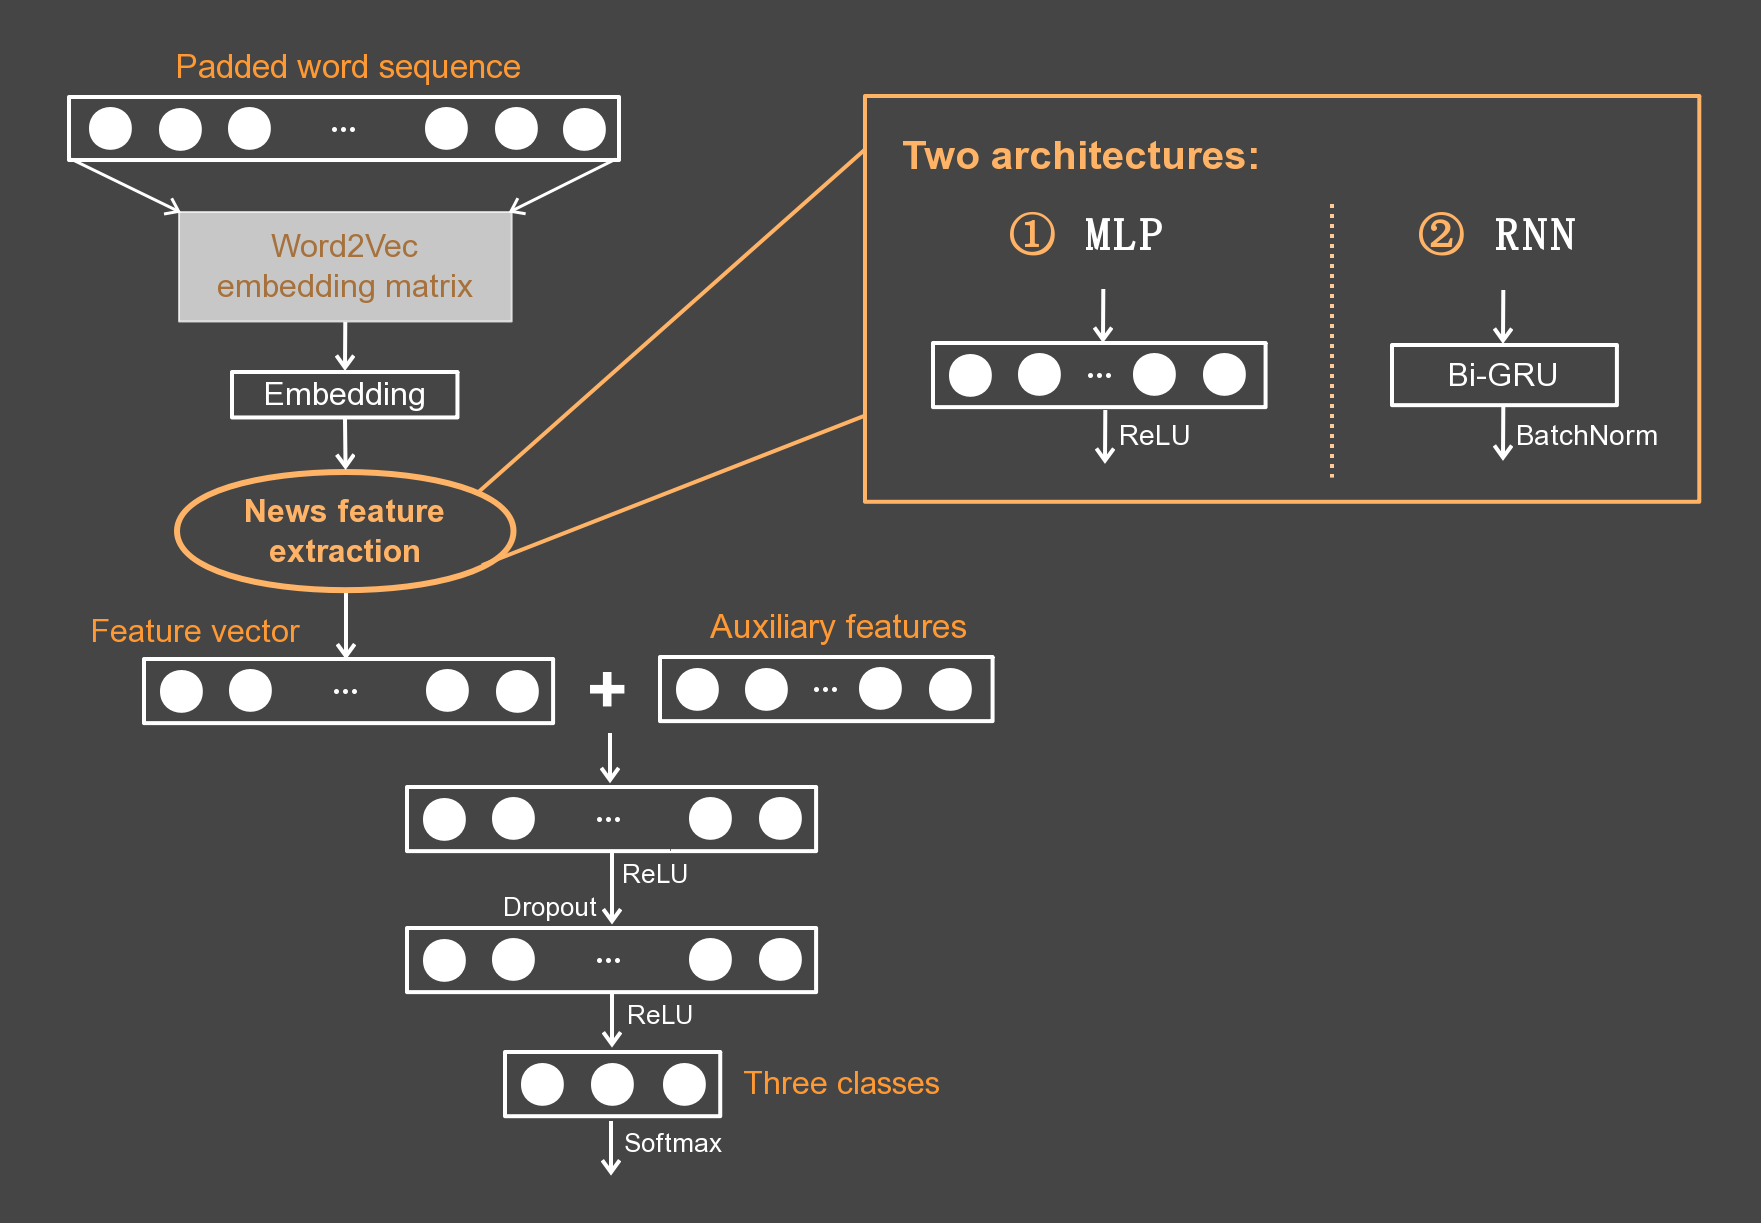 Padded word sequence
...
Word2Vec
embedding matrix
Embedding
News feature
extraction
Two architectures:
① MLP
...
ReLU
② RNN
Bi-GRU
BatchNorm
Feature vector
...
+
Auxiliary features
...
...
ReLU
Dropout
...
ReLU
Three classes
Softmax